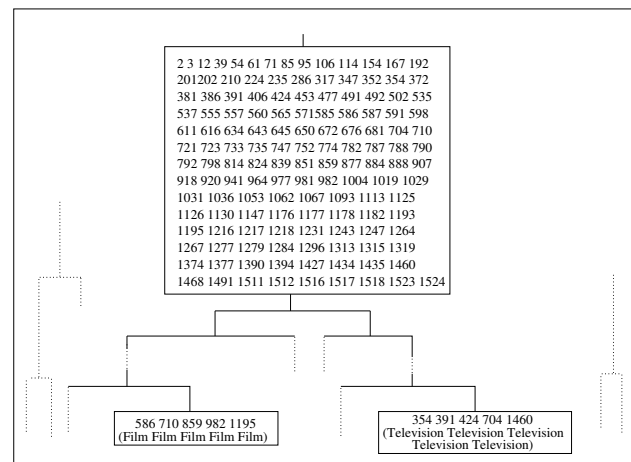 2 3 12 39 54 61 71 85 95 106 114 154 167 192
201202 210 224 235 286 317 347 352 354 372
381 386 391 406 424 453 477 491 492 502 535
537 555 557 560 565 571585 586 587 591 598
611 616 634 643 645 650 672 676 681 704 710
721 723 733 735 747 752 774 782 787 788 790
792 798 814 824 839 851 859 877 884 888 907
918 920 941 964 977 981 982 1004 1019 1029
1031 1036 1053 1062 1067 1093 1113 1125
1126 1130 1147 1176 1177 1178 1182 1193
1195 1216 1217 1218 1231 1243 1247 1264
1267 1277 1279 1284 1296 1313 1315 1319
1374 1377 1390 1394 1427 1434 1435 1460
1468 1491 1511 1512 1516 1517 1518 1523 1524
586 710 859 982 1195
(Film Film Film Film Film)
354 391 424 704 1460
(Television Television Television
Television Television)